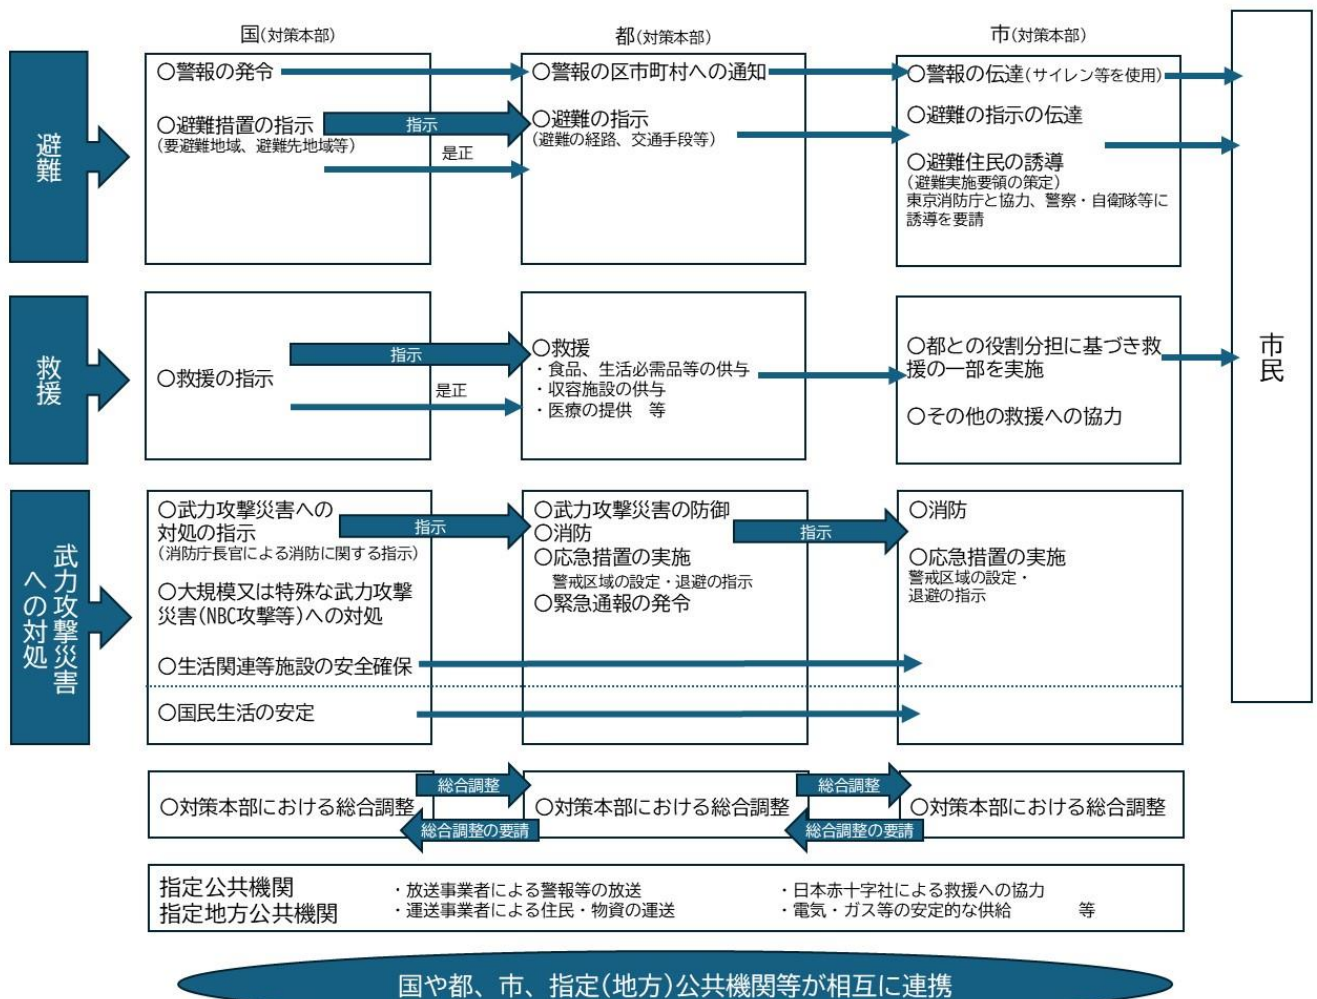 国(対策本部)
都(対策本部)
市(対策本部)
避難
○警報の発令
○避難措置の指示
(要避難地域、避難先地域等)
指示
是正
○警報の区市町村への通知
○避難の指示
(避難の経路、交通手段等)
○警報の伝達(サイレン等を使用)
○避難の指示の伝達
○避難住民の誘導
(避難実施要領の策定)
東京消防庁と協力、警察・自衛隊等に
誘導を要請
市民
救援
○救援の指示
指示
是正
○救援
・食品、生活必需品等の供与
・収容施設の供与
・医療の提供 等
○都との役割分担に基づき救
援の一部を実施
○その他の救援への協力
武力攻撃災害
への対処
○武力攻撃災害への
対処の指示
(消防庁長官による消防に関する指示)
○大規模又は特殊な武力攻撃
災害(NBC攻撃等)への対処
○生活関連等施設の安全確保
○国民生活の安定
指示
○武力攻撃災害の防御
○消防
○応急措置の実施
警戒区域の設定・退避の指示
○緊急通報の発令
指示
○消防
○応急措置の実施
警戒区域の設定・
退避の指示
○対策本部における総合調整
総合調整
総合調整の要請
○対策本部における総合調整
総合調整
総合調整の要請
○対策本部における総合調整
指定公共機関
指定地方公共機関
・放送事業者による警報等の放送
・運送事業者による住民・物資の運送
・日本赤十字社による救援への協力
・電気・ガス等の安定的な供給 等
国や都、市、指定(地方)公共機関等が相互に連携